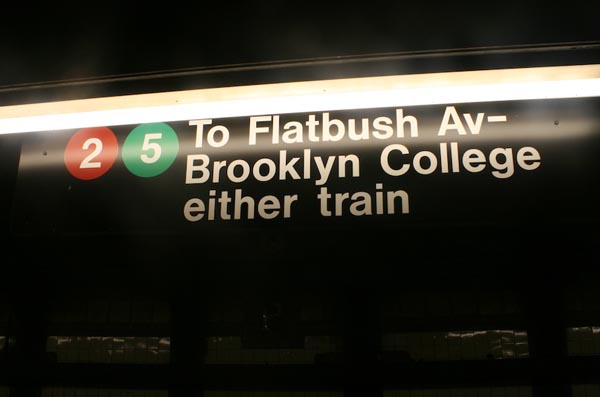 2 5 To Flatbush Av-
Brooklyn College
either train